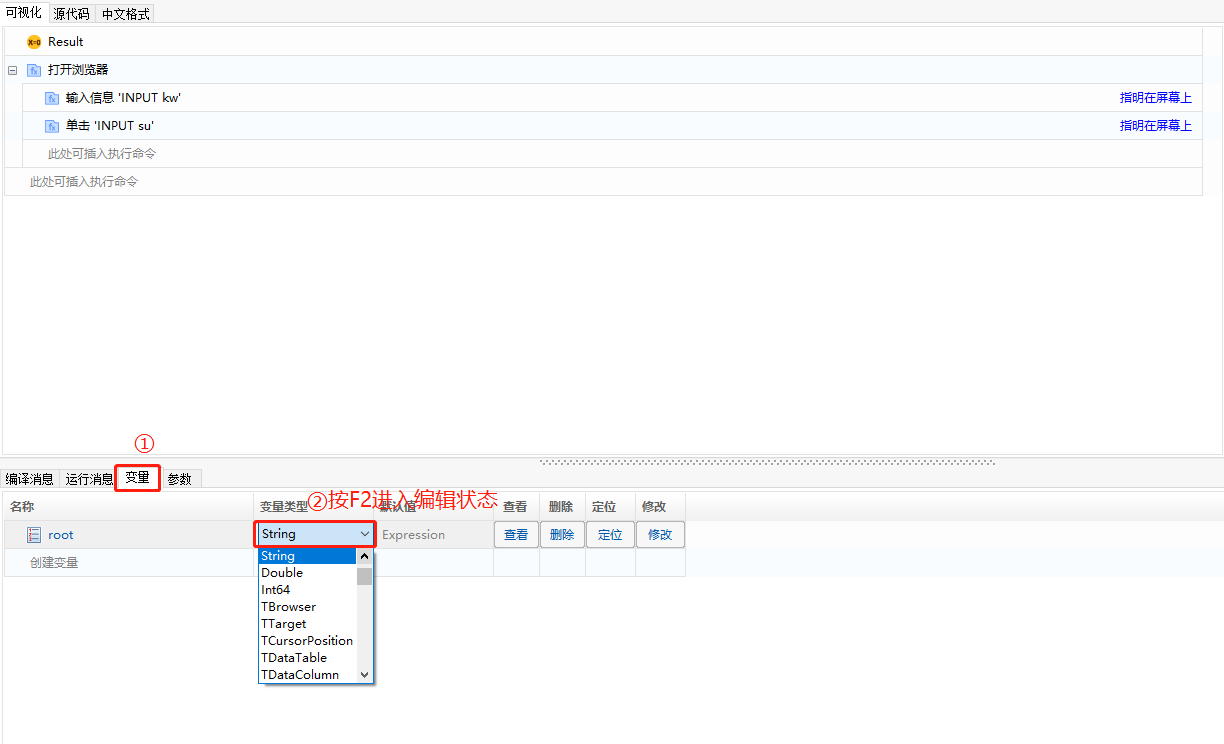 可视化 源代码 中文格式
Result
打开浏览器
输入信息 'INPUT kw' 指明在屏幕上
单击 'INPUT su' 指明在屏幕上
此处可插入执行命令
此处可插入执行命令
①
编译消息 运行消息 变量 参数
名称 变量类型 ②按F2进入编辑状态 默认值 查看 删除 定位 修改
root String Expression 查看 删除 定位 修改
创建变量
String
Double
Int64
TBrowser
TTarget
TCursorPosition
TDataTable
TDataColumn